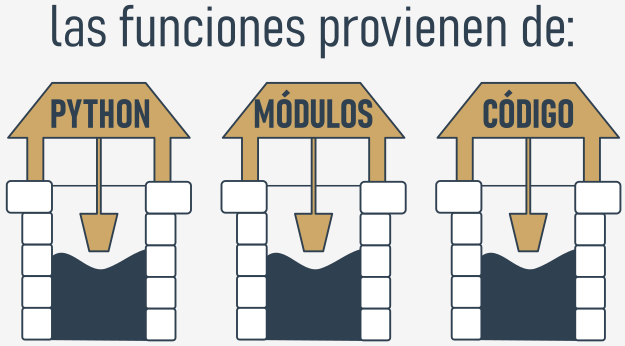 las funciones provienen de:
PYTHON MÓDULOS CÓDIGO